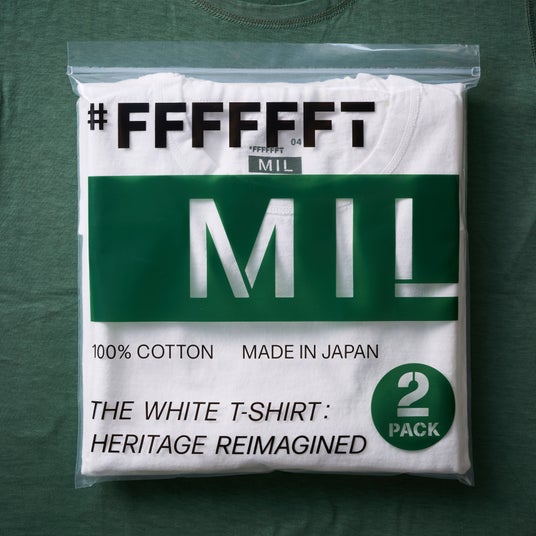 #FFFFFFT
04
#FFFFFFT
MIL
MIL
100% COTTON MADE IN JAPAN
THE WHITE T-SHIRT:
HERITAGE REIMAGINED
2
PACK